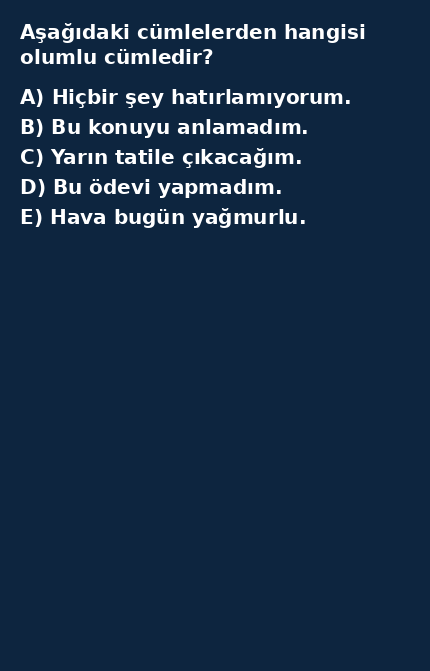 Aşağıdaki cümlelerden hangisi
olumlu cümledir?
A) Hiçbir şey hatırlamıyorum.
B) Bu konuyu anlamadım.
C) Yarın tatile çıkacağım.
D) Bu ödevi yapmadım.
E) Hava bugün yağmurlu.